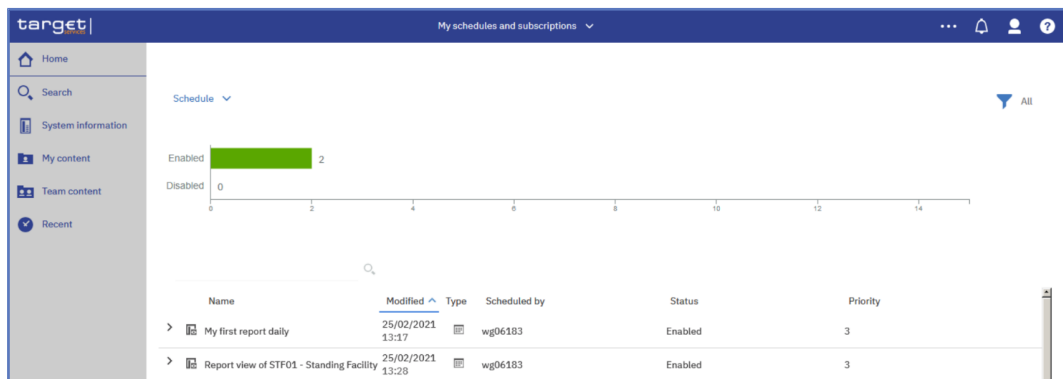 target|
services
My schedules and subscriptions
Home
Search
System information
My content
Team content
Recent
Schedule
All
Enabled 2
Disabled 0
0 2 4 6 8 10 12 14
Name Modified Type Scheduled by Status Priority
My first report daily 25/02/2021 13:17 wg06183 Enabled 3
Report view of STF01 - Standing Facility 25/02/2021 13:28 wg06183 Enabled 3